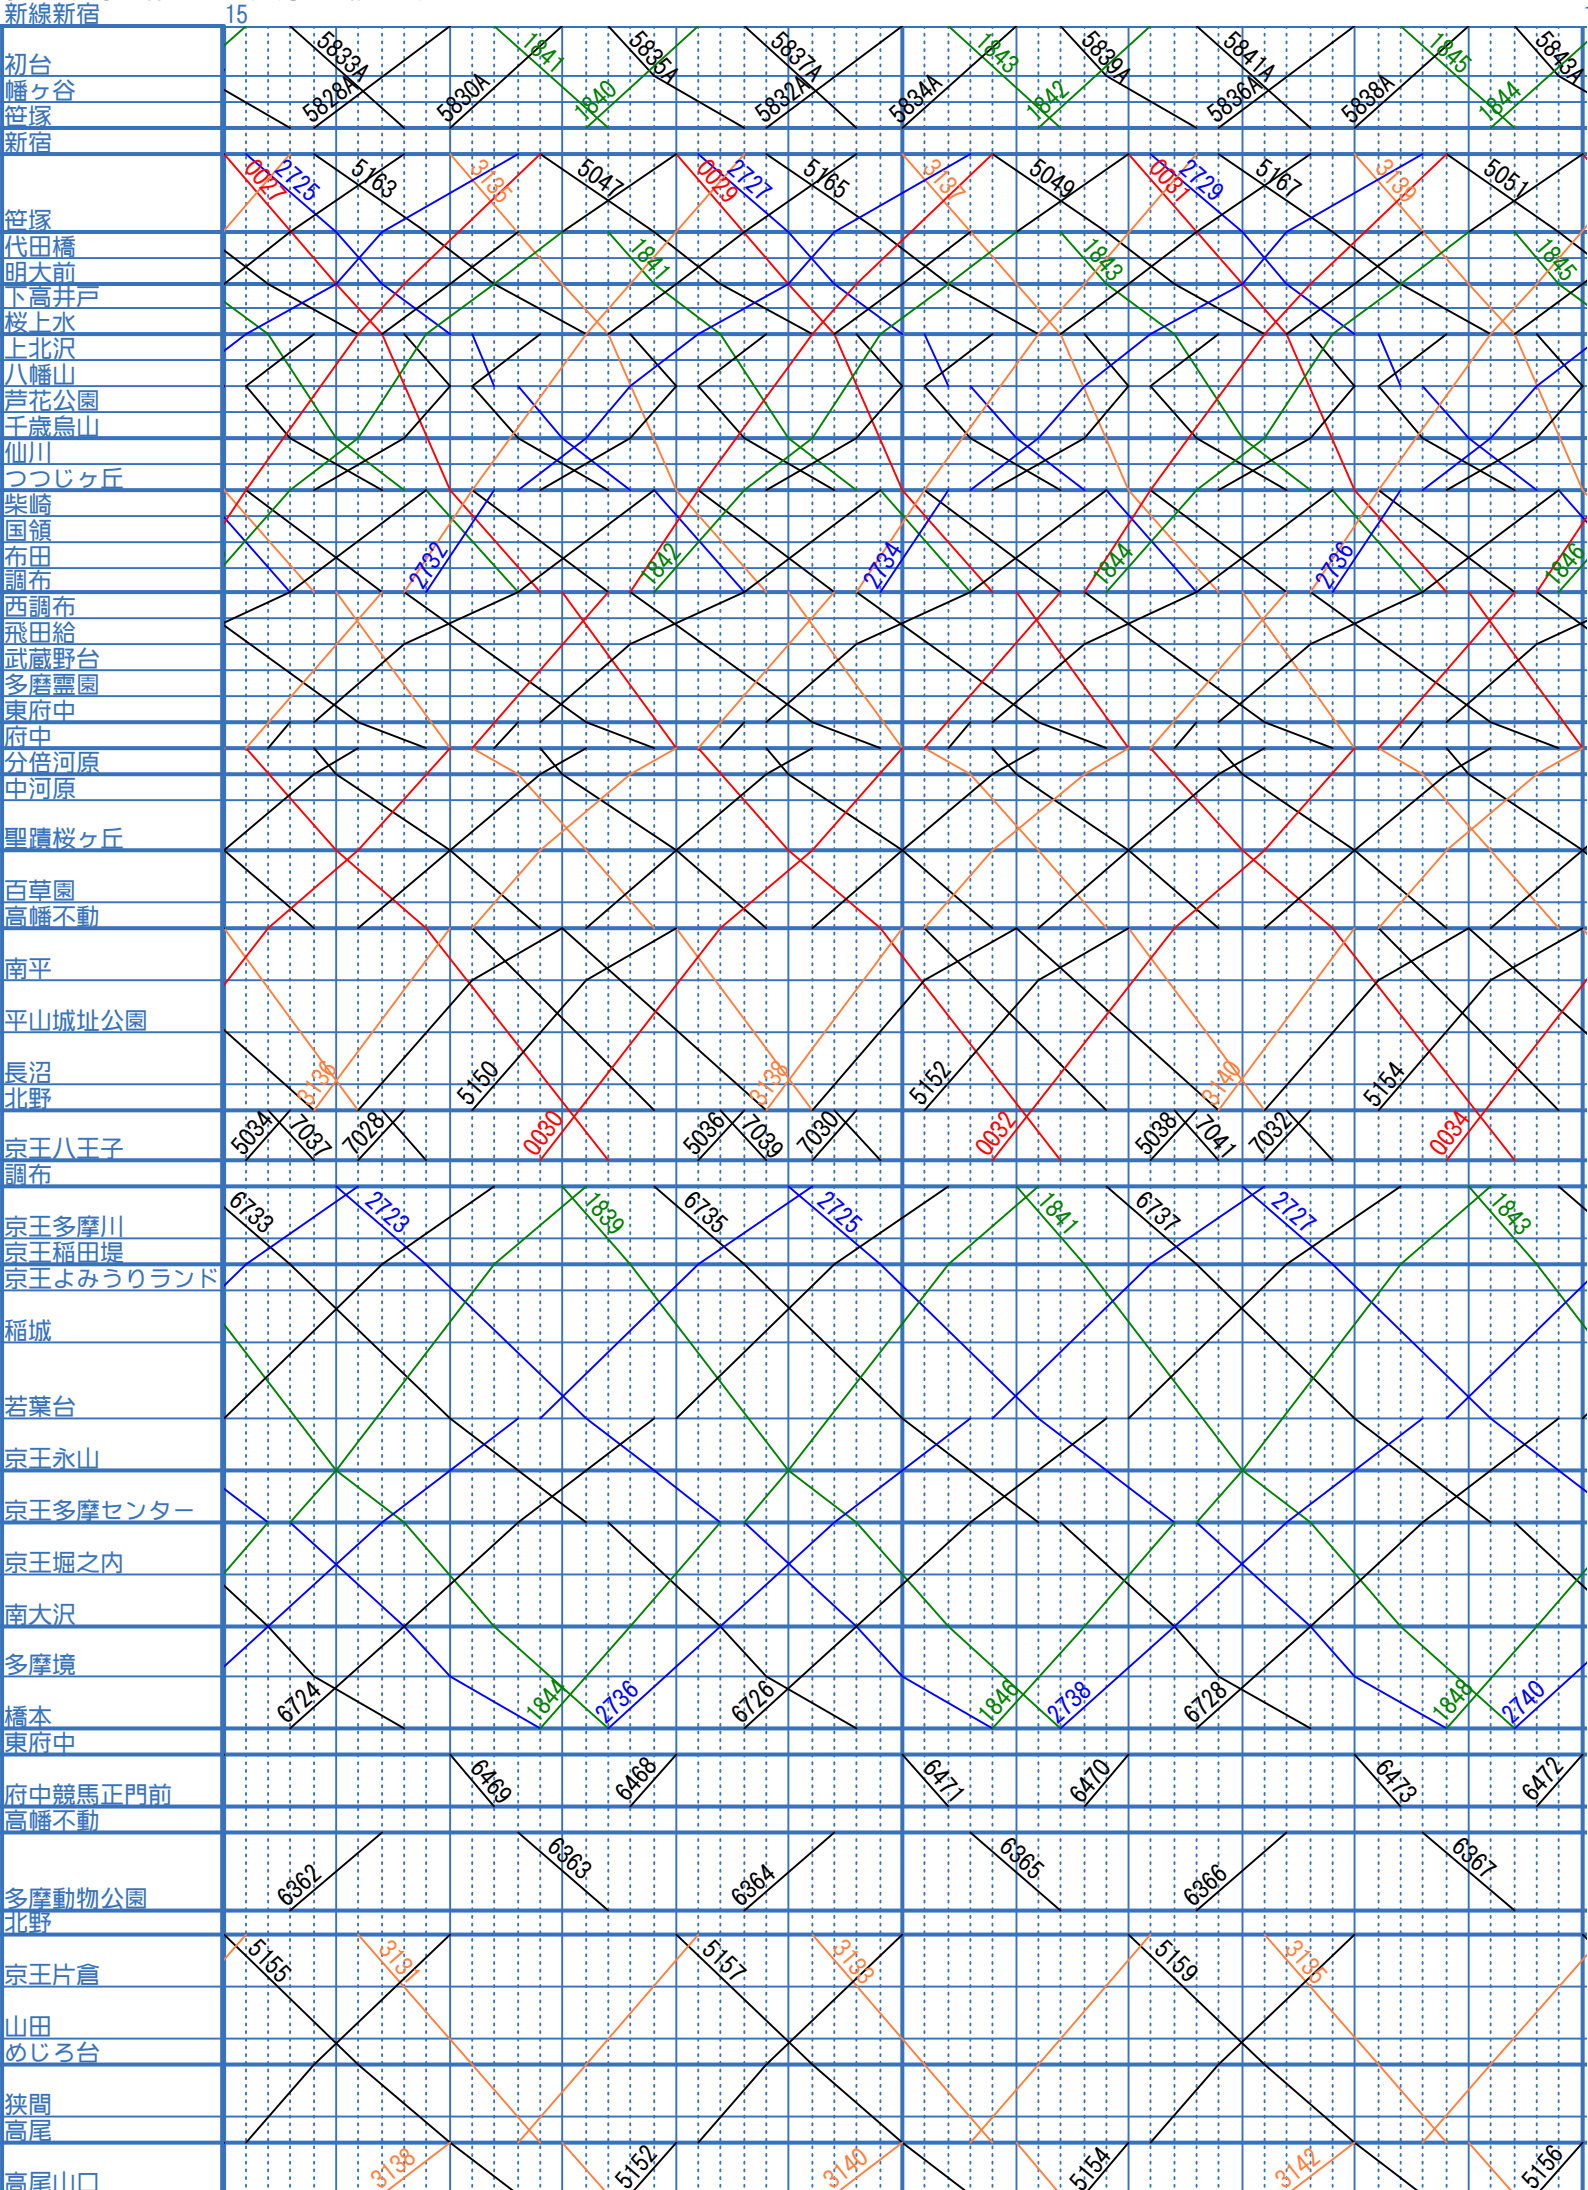 新線新宿 15
初台
幡ヶ谷
笹塚
5833A 1841 5835A 5837A 1843 5839A 5841A 1845 5843A
5828A 5830A 1840 5832A 5834A 1842 5836A 5838A 1844
新宿
0027 2725 5163 3135 5047 0029 2727 5165 3137 5049 0031 2729 5167 3139 5051
笹塚
代田橋
明大前
1841 1843 1845
下高井戸
桜上水
上北沢
八幡山
芦花公園
千歳烏山
仙川
つつじヶ丘
柴崎
国領
布田
調布
2732 1842 2734 1844 2736 1846
西調布
飛田給
武蔵野台
多磨霊園
東府中
府中
分倍河原
中河原
聖蹟桜ヶ丘
百草園
高幡不動
南平
平山城址公園
長沼
北野
3136 5150 3138 5152 3140 5154
京王八王子
5034 7037 7028 0030 5036 7039 7030 0032 5038 7041 7032 0034
調布
6733 2723 1839 6735 2725 1841 6737 2727 1843
京王多摩川
京王稲田堤
京王よみうりランド
稲城
若葉台
京王永山
京王多摩センター
京王堀之内
南大沢
多摩境
橋本
6724 1844 2736 6726 1846 2738 6728 1848 2740
東府中
府中競馬正門前
6469 6468 6471 6470 6473 6472
高幡不動
多摩動物公園
6362 6363 6364 6365 6366 6367
北野
5155 3131 5157 3133 5159 3135
京王片倉
山田
めじろ台
狭間
高尾
高尾山口
3138 5152 3140 5154 3142 5156